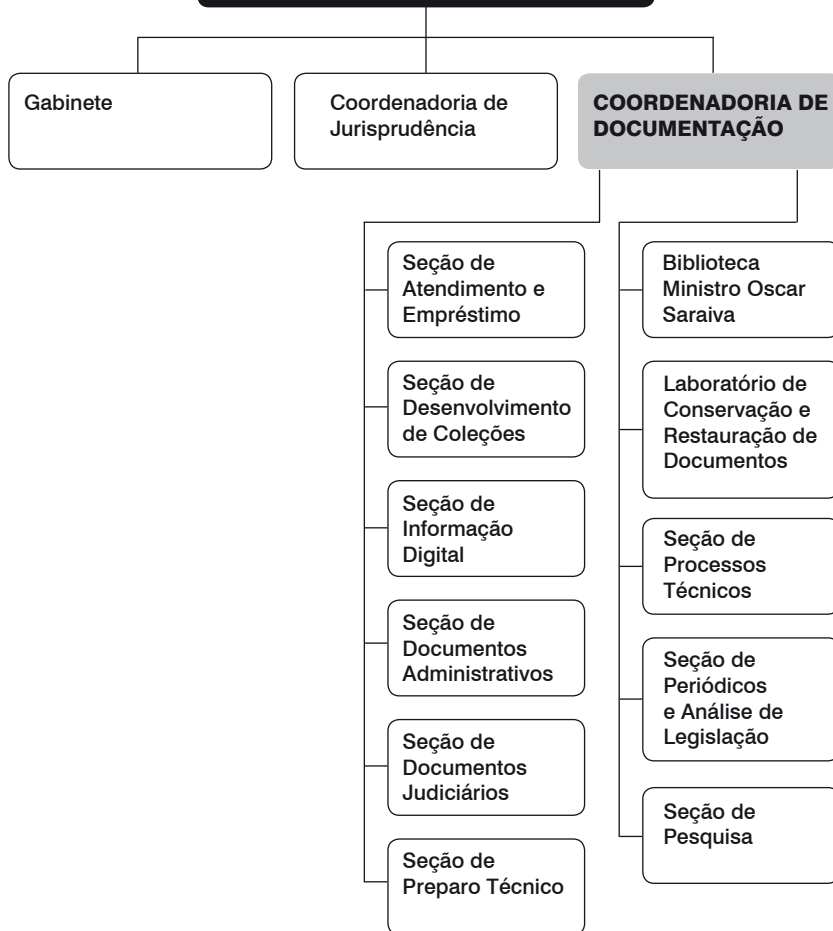 Gabinete
Coordenadoria de
Jurisprudência
COORDENADORIA DE
DOCUMENTAÇÃO
Seção de
Atendimento e
Empréstimo
Seção de
Desenvolvimento
de Coleções
Seção de
Informação
Digital
Seção de
Documentos
Administrativos
Seção de
Documentos
Judiciários
Seção de
Preparo Técnico
Biblioteca
Ministro Oscar
Saraiva
Laboratório de
Conservação e
Restauração de
Documentos
Seção de
Processos
Técnicos
Seção de
Periódicos
e Análise de
Legislação
Seção de
Pesquisa